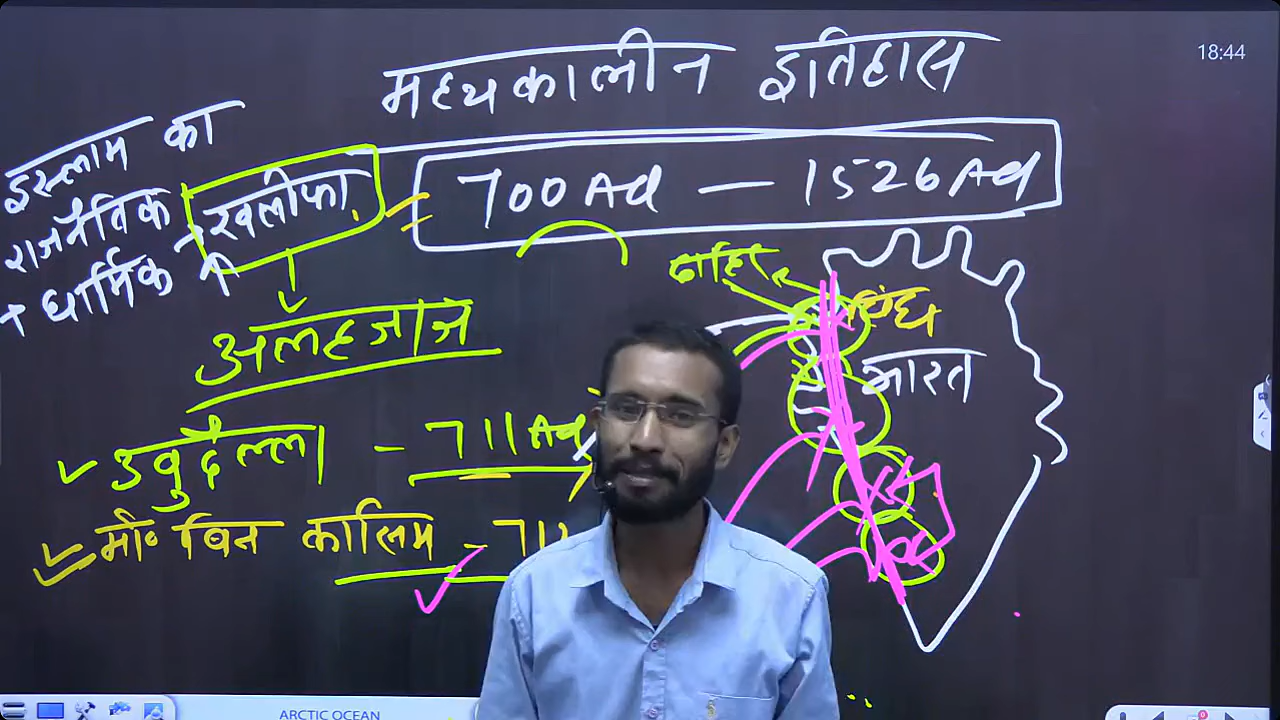 मध्यकालीन इतिहास
18:44
700 AD — 1526 AD
इस्लाम का
राजनैतिक
+ धार्मिक
खलीफा
दाहिर
सिंध
भारत
अलहजाज
उबुदैल्ला - 711 AD
मो॰ बिन कासिम - 71
ARCTIC OCEAN